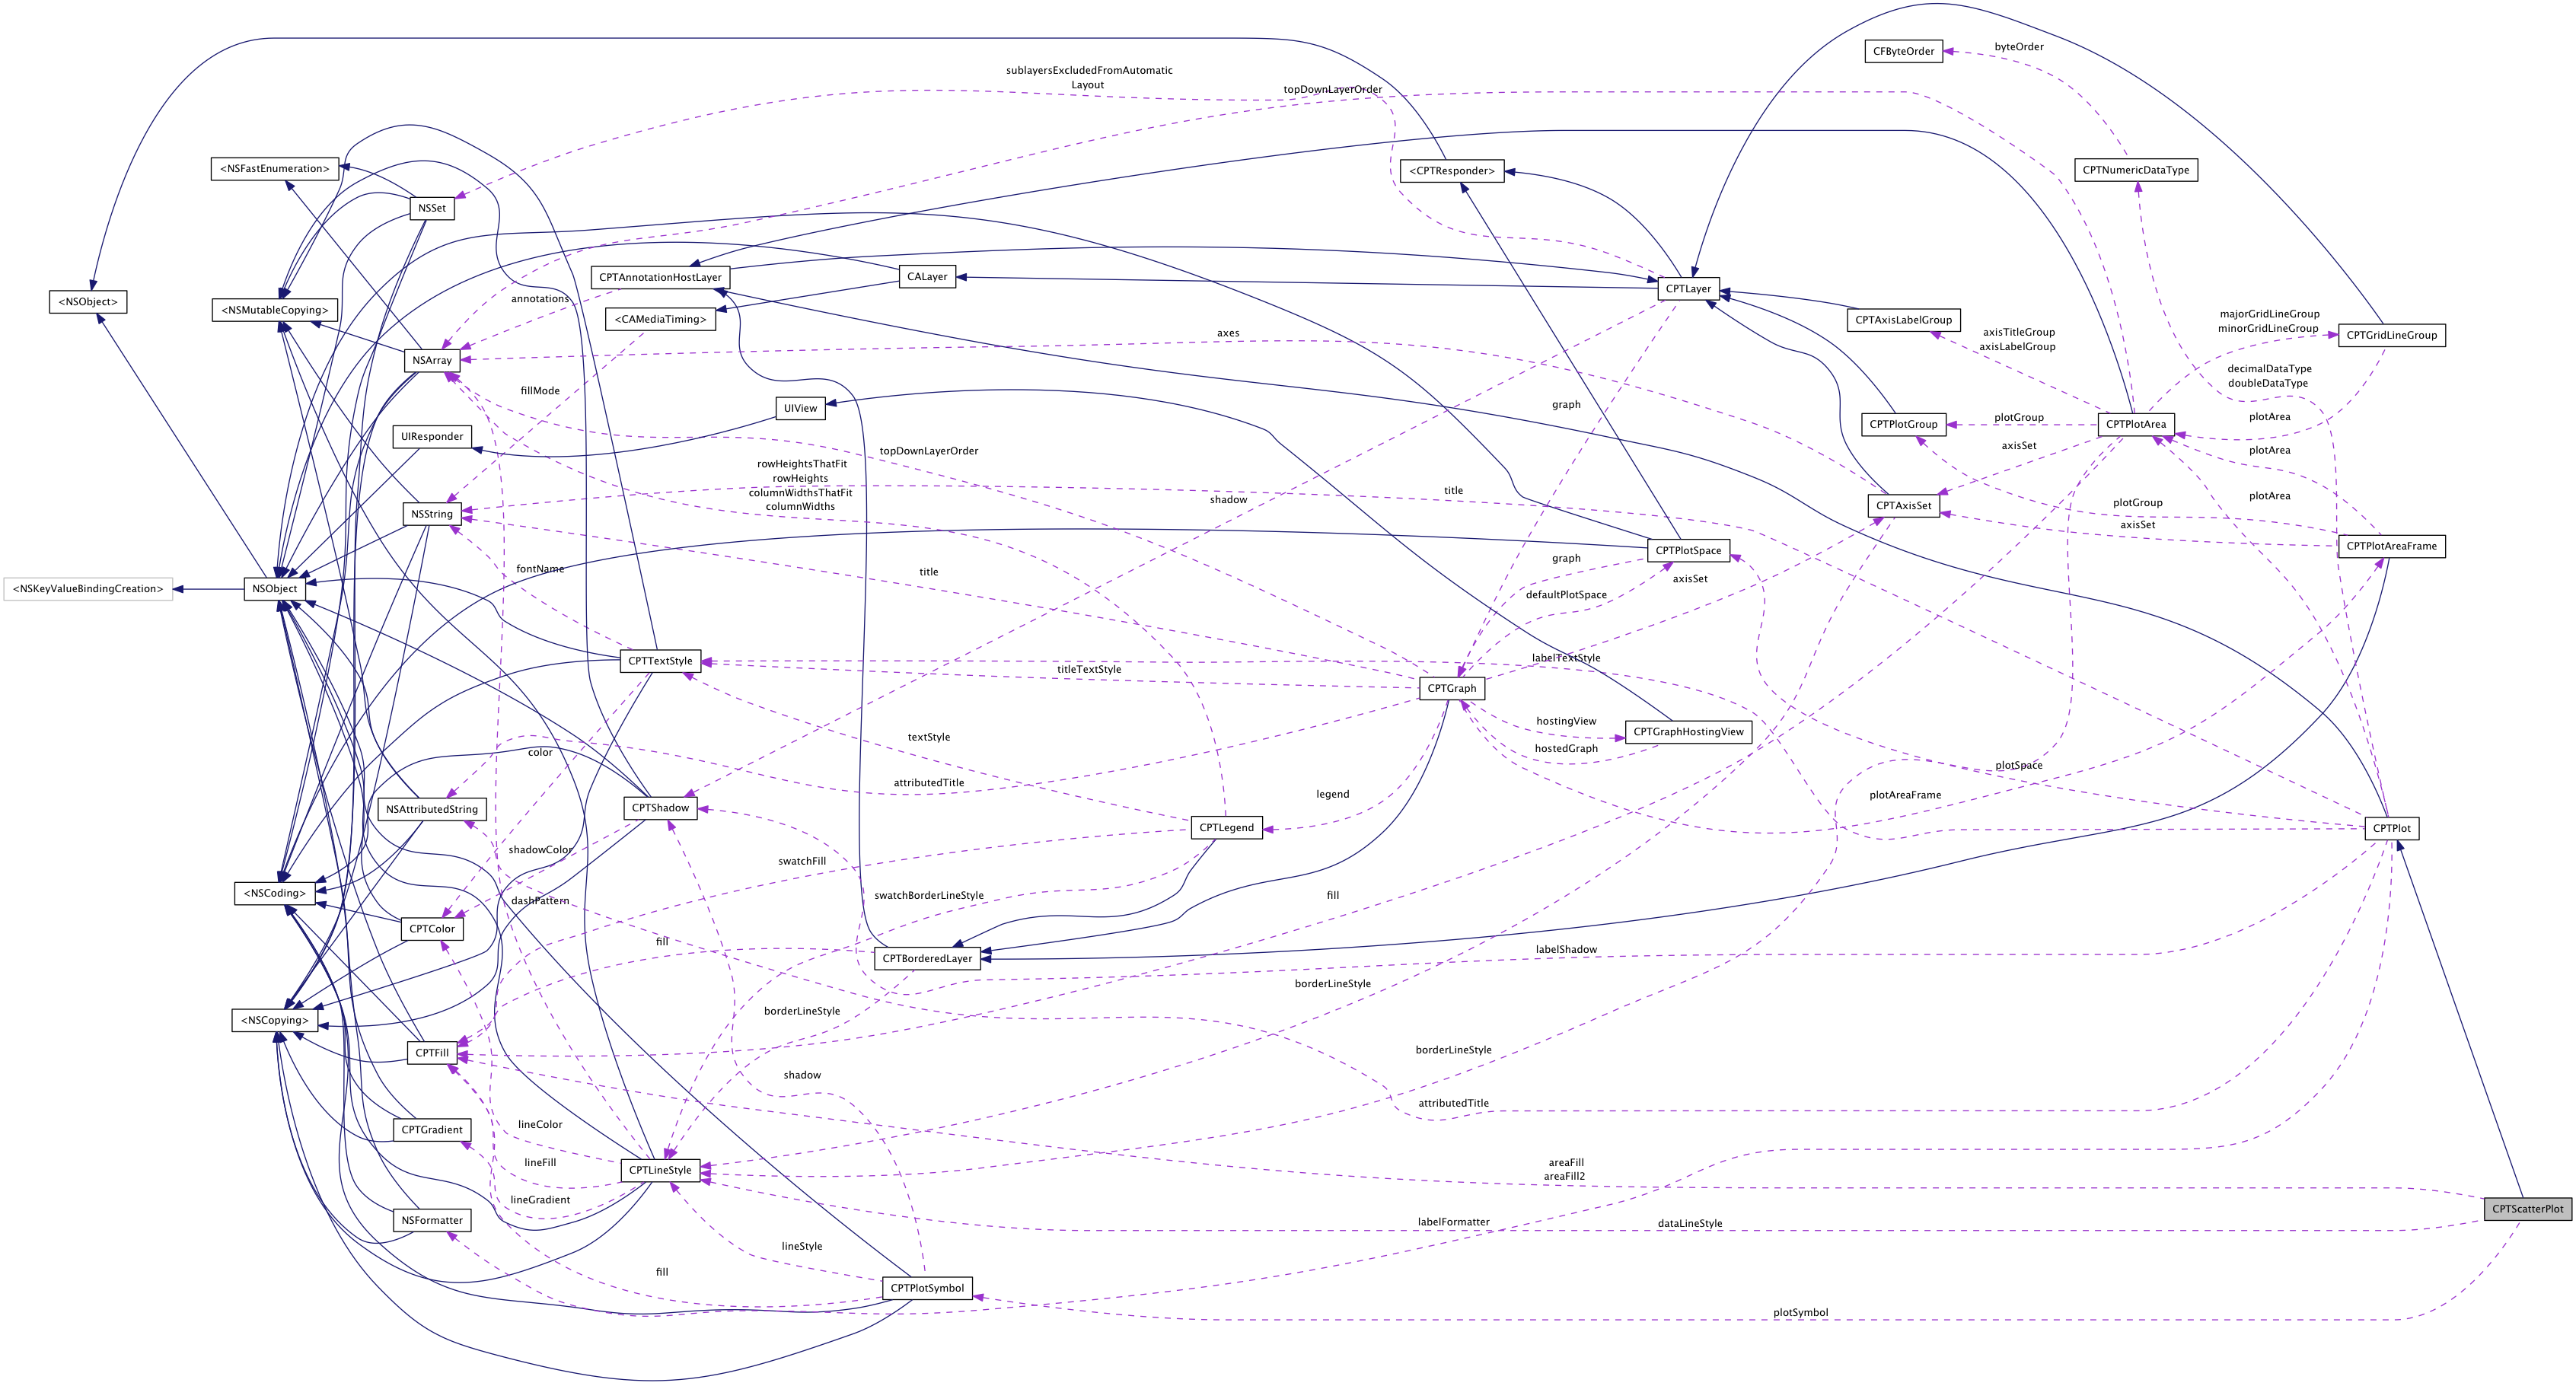 CFByteOrder
byteOrder
sublayersExcludedFromAutomatic
Layout
topDownLayerOrder
<NSFastEnumeration>
<CPTResponder>
CPTNumericDataType
NSSet
CPTAnnotationHostLayer
CALayer
CPTLayer
<NSObject>
annotations
<NSMutableCopying>
<CAMediaTiming>
CPTAxisLabelGroup
majorGridLineGroup
minorGridLineGroup
axisTitleGroup
axisLabelGroup
axes
CPTGridLineGroup
NSArray
decimalDataType
doubleDataType
fillMode
graph
UIView
plotGroup
plotArea
CPTPlotGroup
CPTPlotArea
UIResponder
axisSet
plotArea
topDownLayerOrder
rowHeightsThatFit
rowHeights
columnWidthsThatFit
columnWidths
title
shadow
plotArea
plotGroup
CPTAxisSet
NSString
axisSet
CPTPlotSpace
CPTPlotAreaFrame
graph
fontName
title
axisSet
<NSKeyValueBindingCreation>
NSObject
defaultPlotSpace
CPTTextStyle
titleTextStyle
labelTextStyle
CPTGraph
hostingView
CPTGraphHostingView
textStyle
color
hostedGraph
plotSpace
attributedTitle
legend
plotAreaFrame
NSAttributedString
CPTShadow
CPTLegend
CPTPlot
shadowColor
swatchFill
<NSCoding>
dashPattern
swatchBorderLineStyle
fill
CPTColor
fill
CPTBorderedLayer
labelShadow
borderLineStyle
borderLineStyle
<NSCopying>
CPTFill
borderLineStyle
shadow
attributedTitle
lineColor
CPTGradient
lineFill
CPTLineStyle
areaFill
areaFill2
lineGradient
CPTScatterPlot
NSFormatter
labelFormatter
dataLineStyle
lineStyle
fill
CPTPlotSymbol
plotSymbol